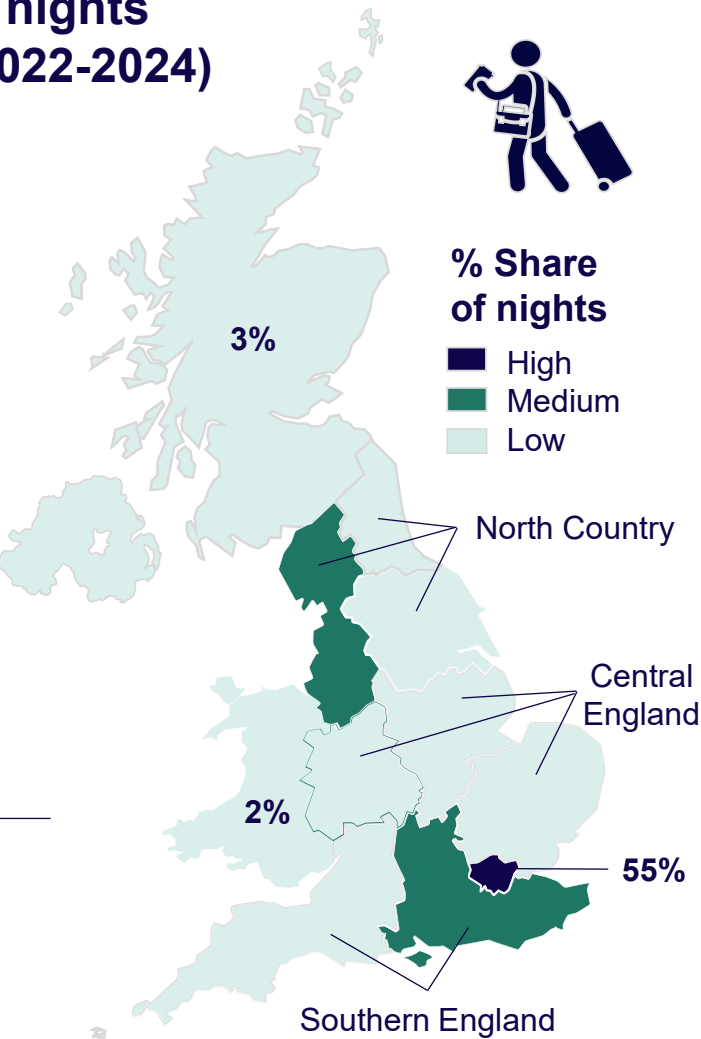 nights
022-2024)
% Share
of nights
High
Medium
Low
3%
North Country
Central
England
2%
55%
Southern England